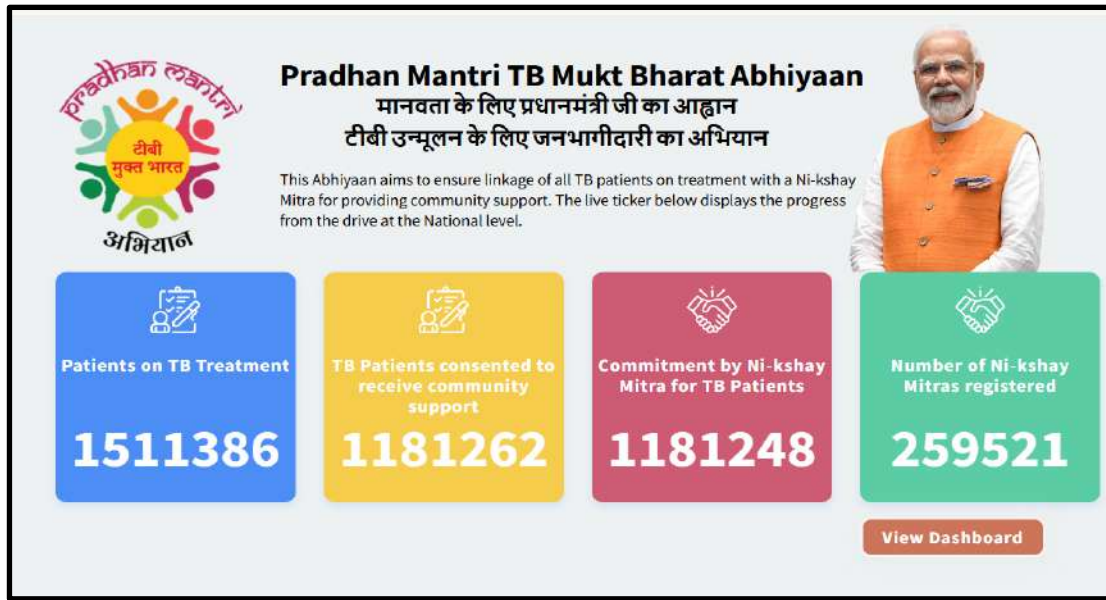 pradhan mantri
टीबी
मुक्त भारत
अभियान
Pradhan Mantri TB Mukt Bharat Abhiyaan
मानवता के लिए प्रधानमंत्री जी का आह्वान
टीबी उन्मूलन के लिए जनभागीदारी का अभियान
This Abhiyaan aims to ensure linkage of all TB patients on treatment with a Ni-kshay
Mitra for providing community support. The live ticker below displays the progress
from the drive at the National level.
Patients on TB Treatment
1511386
TB Patients consented to
receive community
support
1181262
Commitment by Ni-kshay
Mitra for TB Patients
1181248
Number of Ni-kshay
Mitras registered
259521
View Dashboard